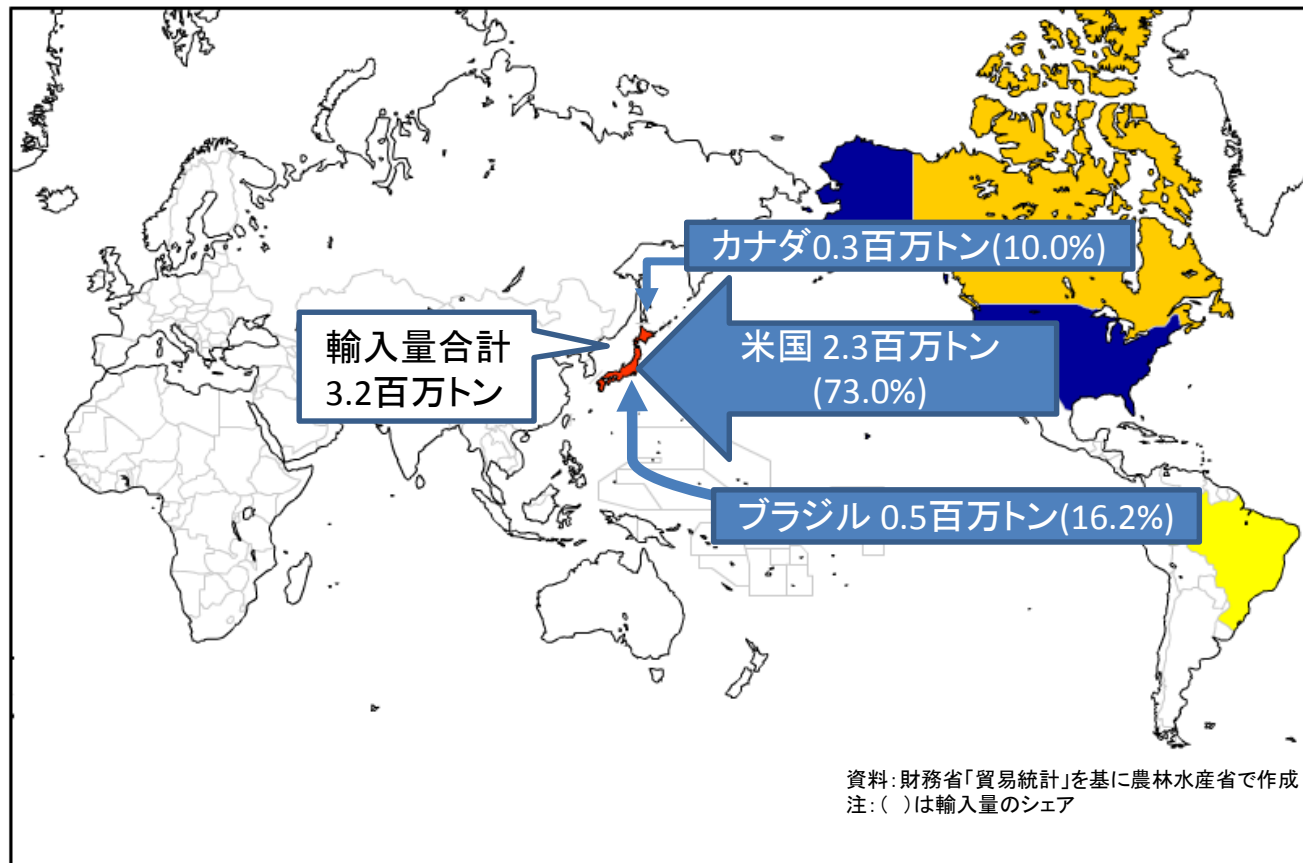 カナダ0.3百万トン(10.0%)
輸入量合計
3.2百万トン
米国 2.3百万トン
(73.0%)
ブラジル 0.5百万トン(16.2%)
資料:財務省「貿易統計」を基に農林水産省で作成
注:( )は輸入量のシェア